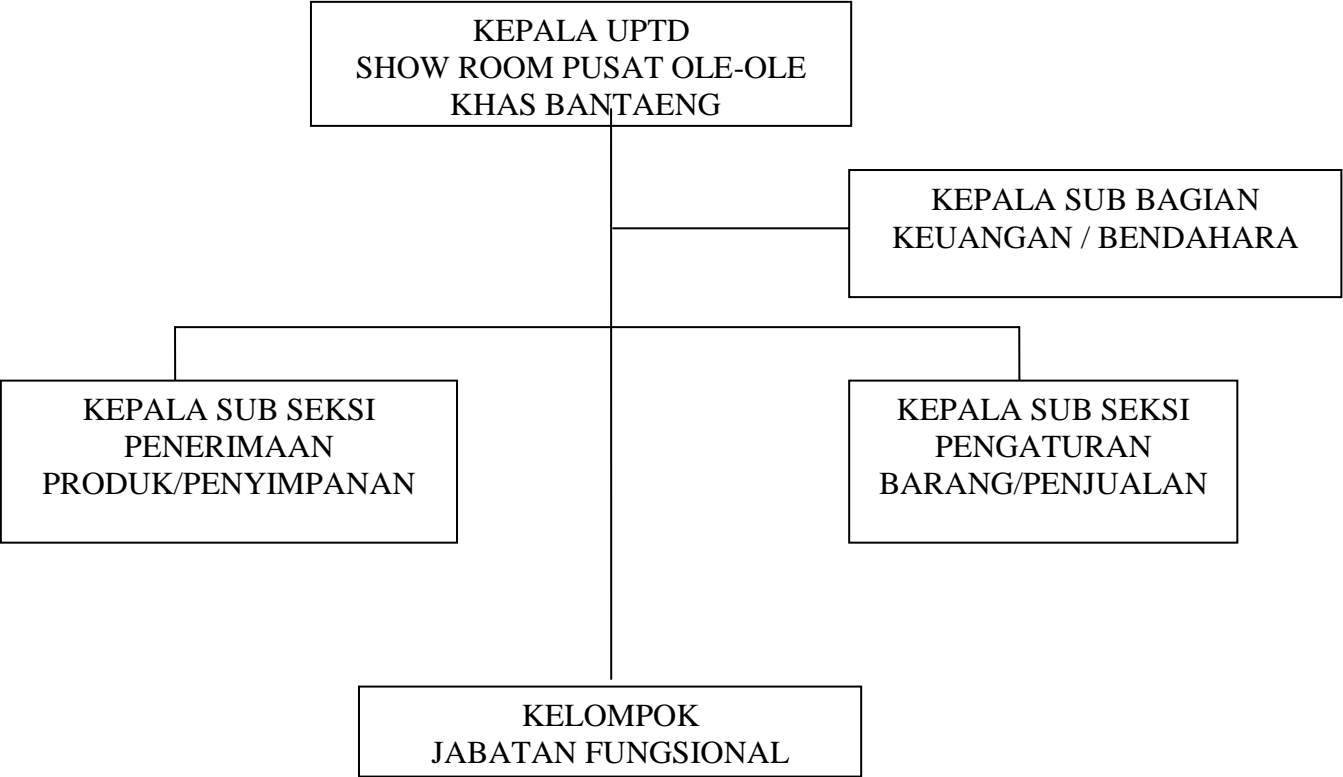 KEPALA UPTD
SHOW ROOM PUSAT OLE-OLE
KHAS BANTAENG
KEPALA SUB BAGIAN
KEUANGAN / BENDAHARA
KEPALA SUB SEKSI
PENERIMAAN
PRODUK/PENYIMPANAN
KEPALA SUB SEKSI
PENGATURAN
BARANG/PENJUALAN
KELOMPOK
JABATAN FUNGSIONAL